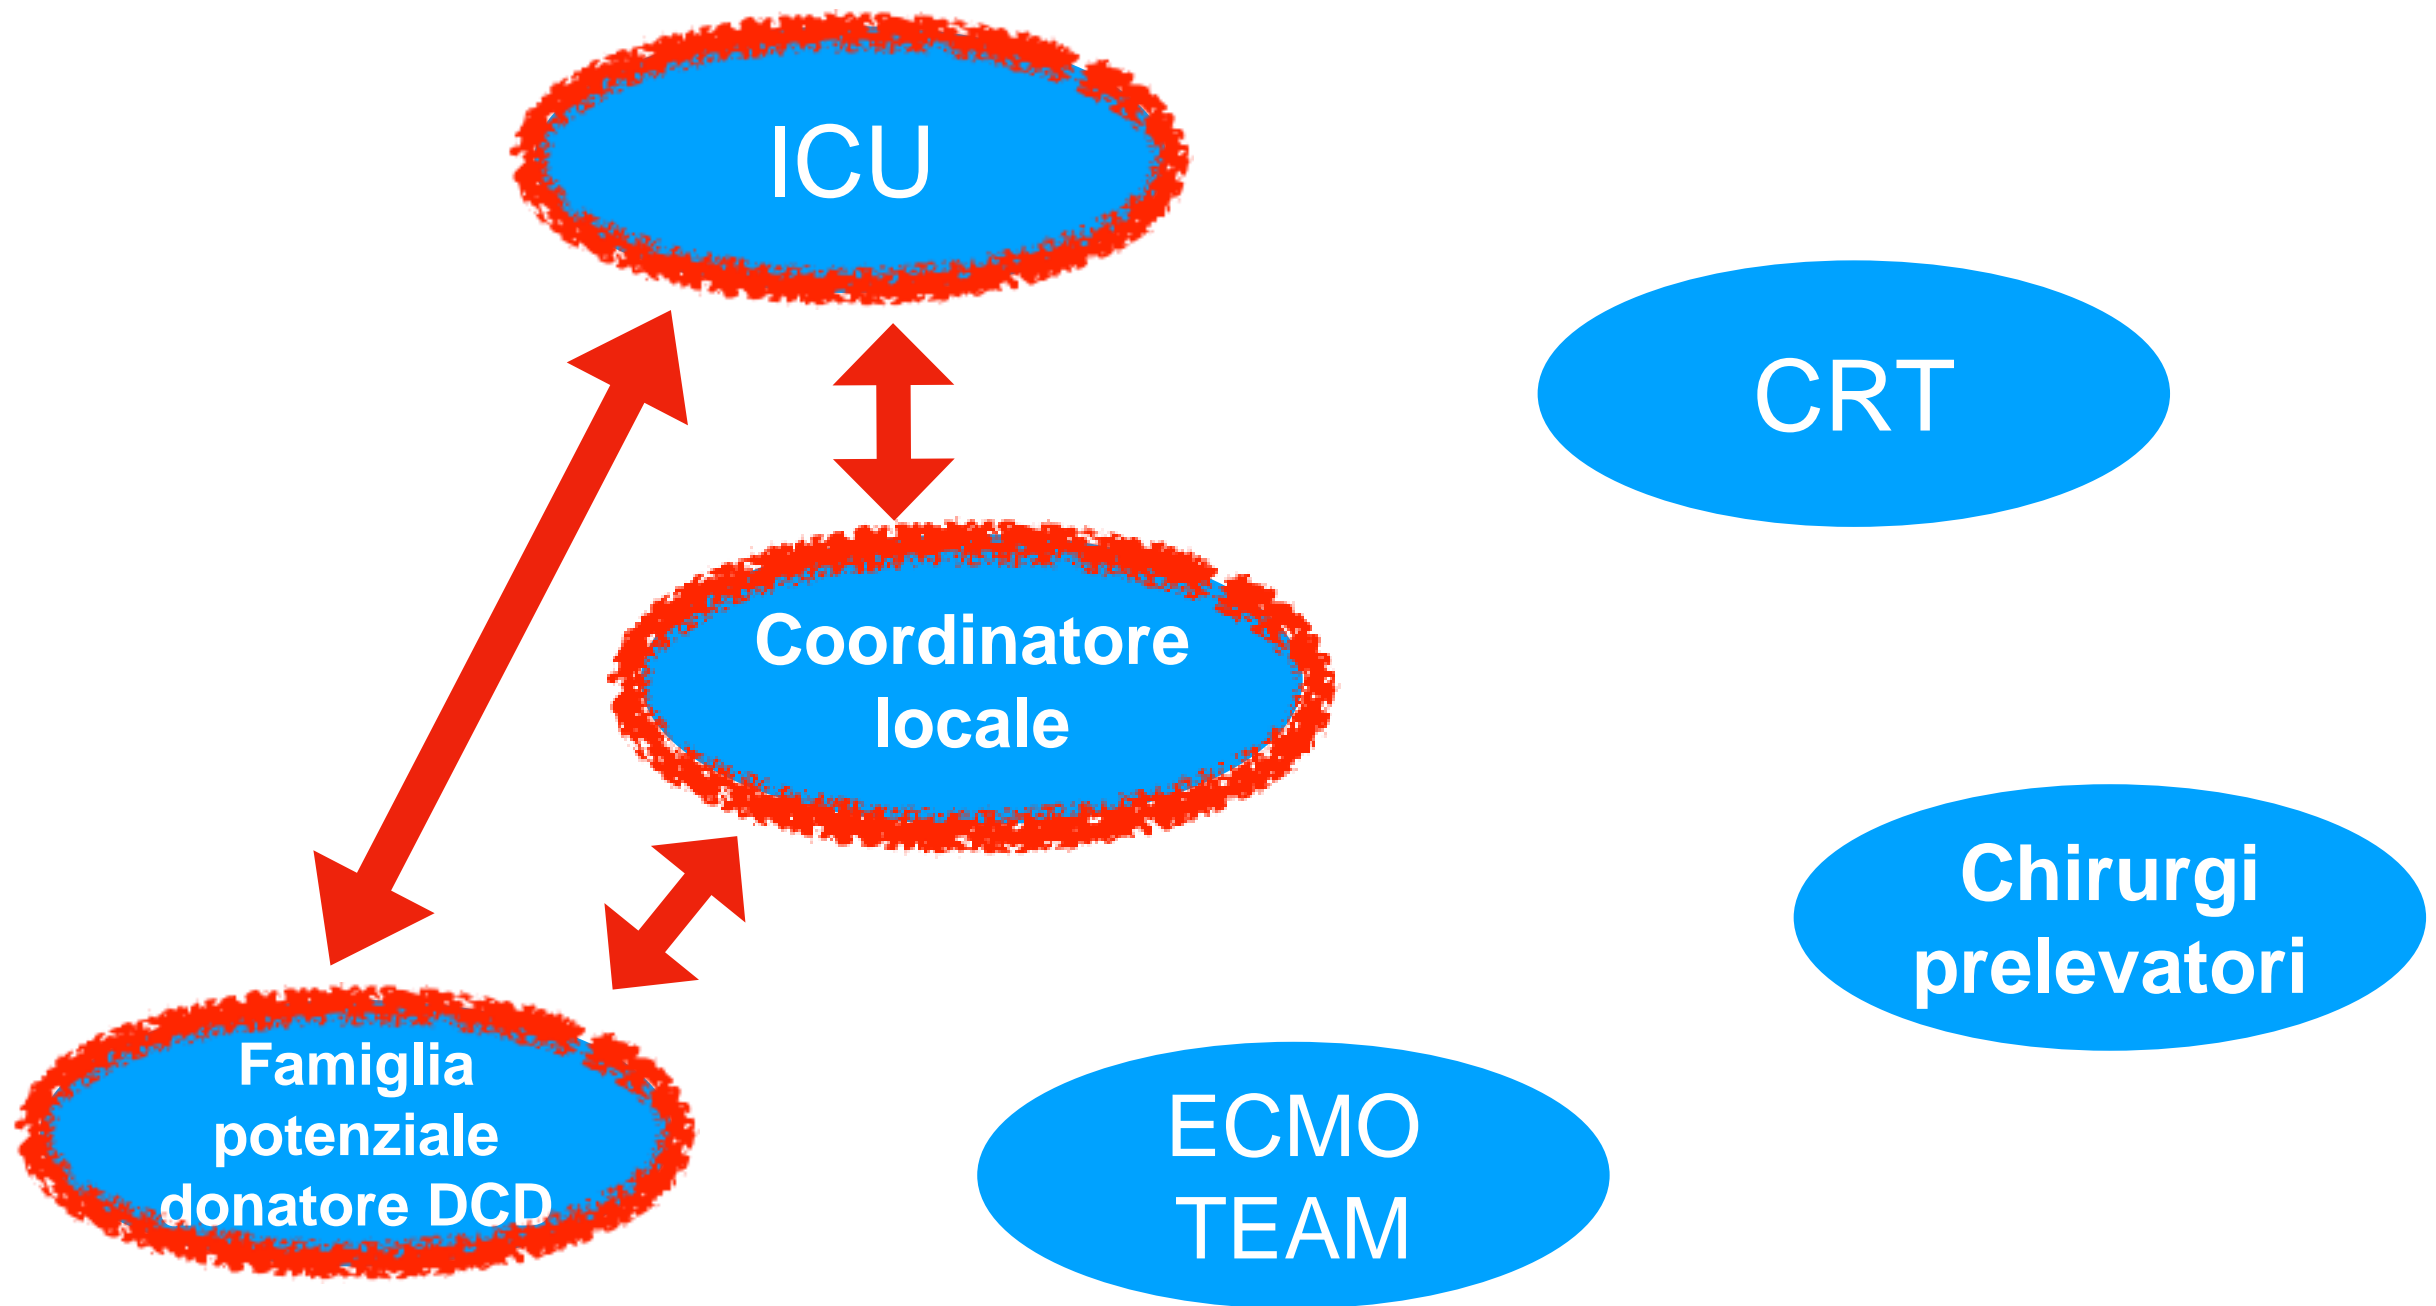 ICU
CRT
Coordinatore
locale
Chirurgi
prelevatori
Famiglia
potenziale
donatore DCD
ECMO
TEAM